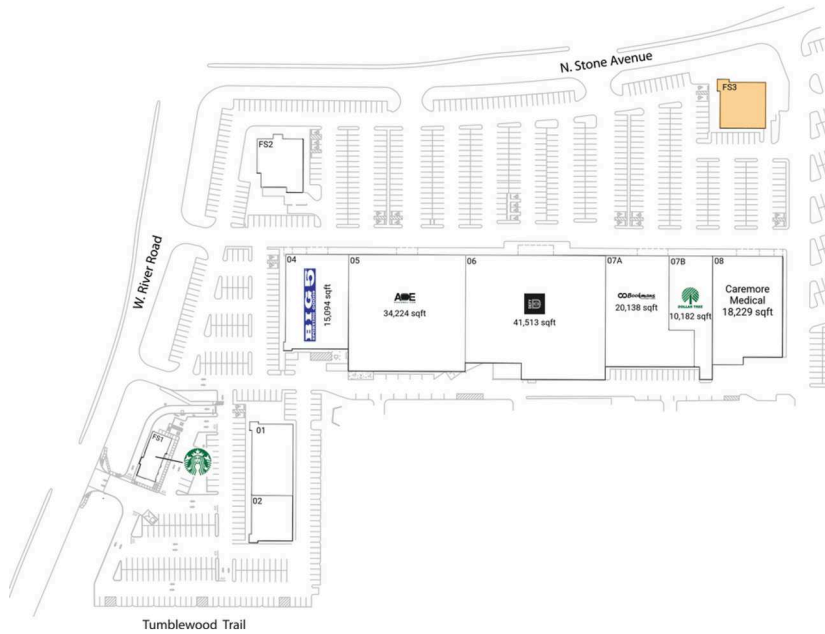 N. Stone Avenue
FS3
FS2
W. River Road
04
BIG 5
SPORTING GOODS
15,094 sqft
05
34,224 sqft
06
41,513 sqft
07A
Bookmans
20,138 sqft
07B
DOLLAR TREE
10,182 sqft
08
Caremore
Medical
18,229 sqft
FS1
01
02
Tumblewood Trail